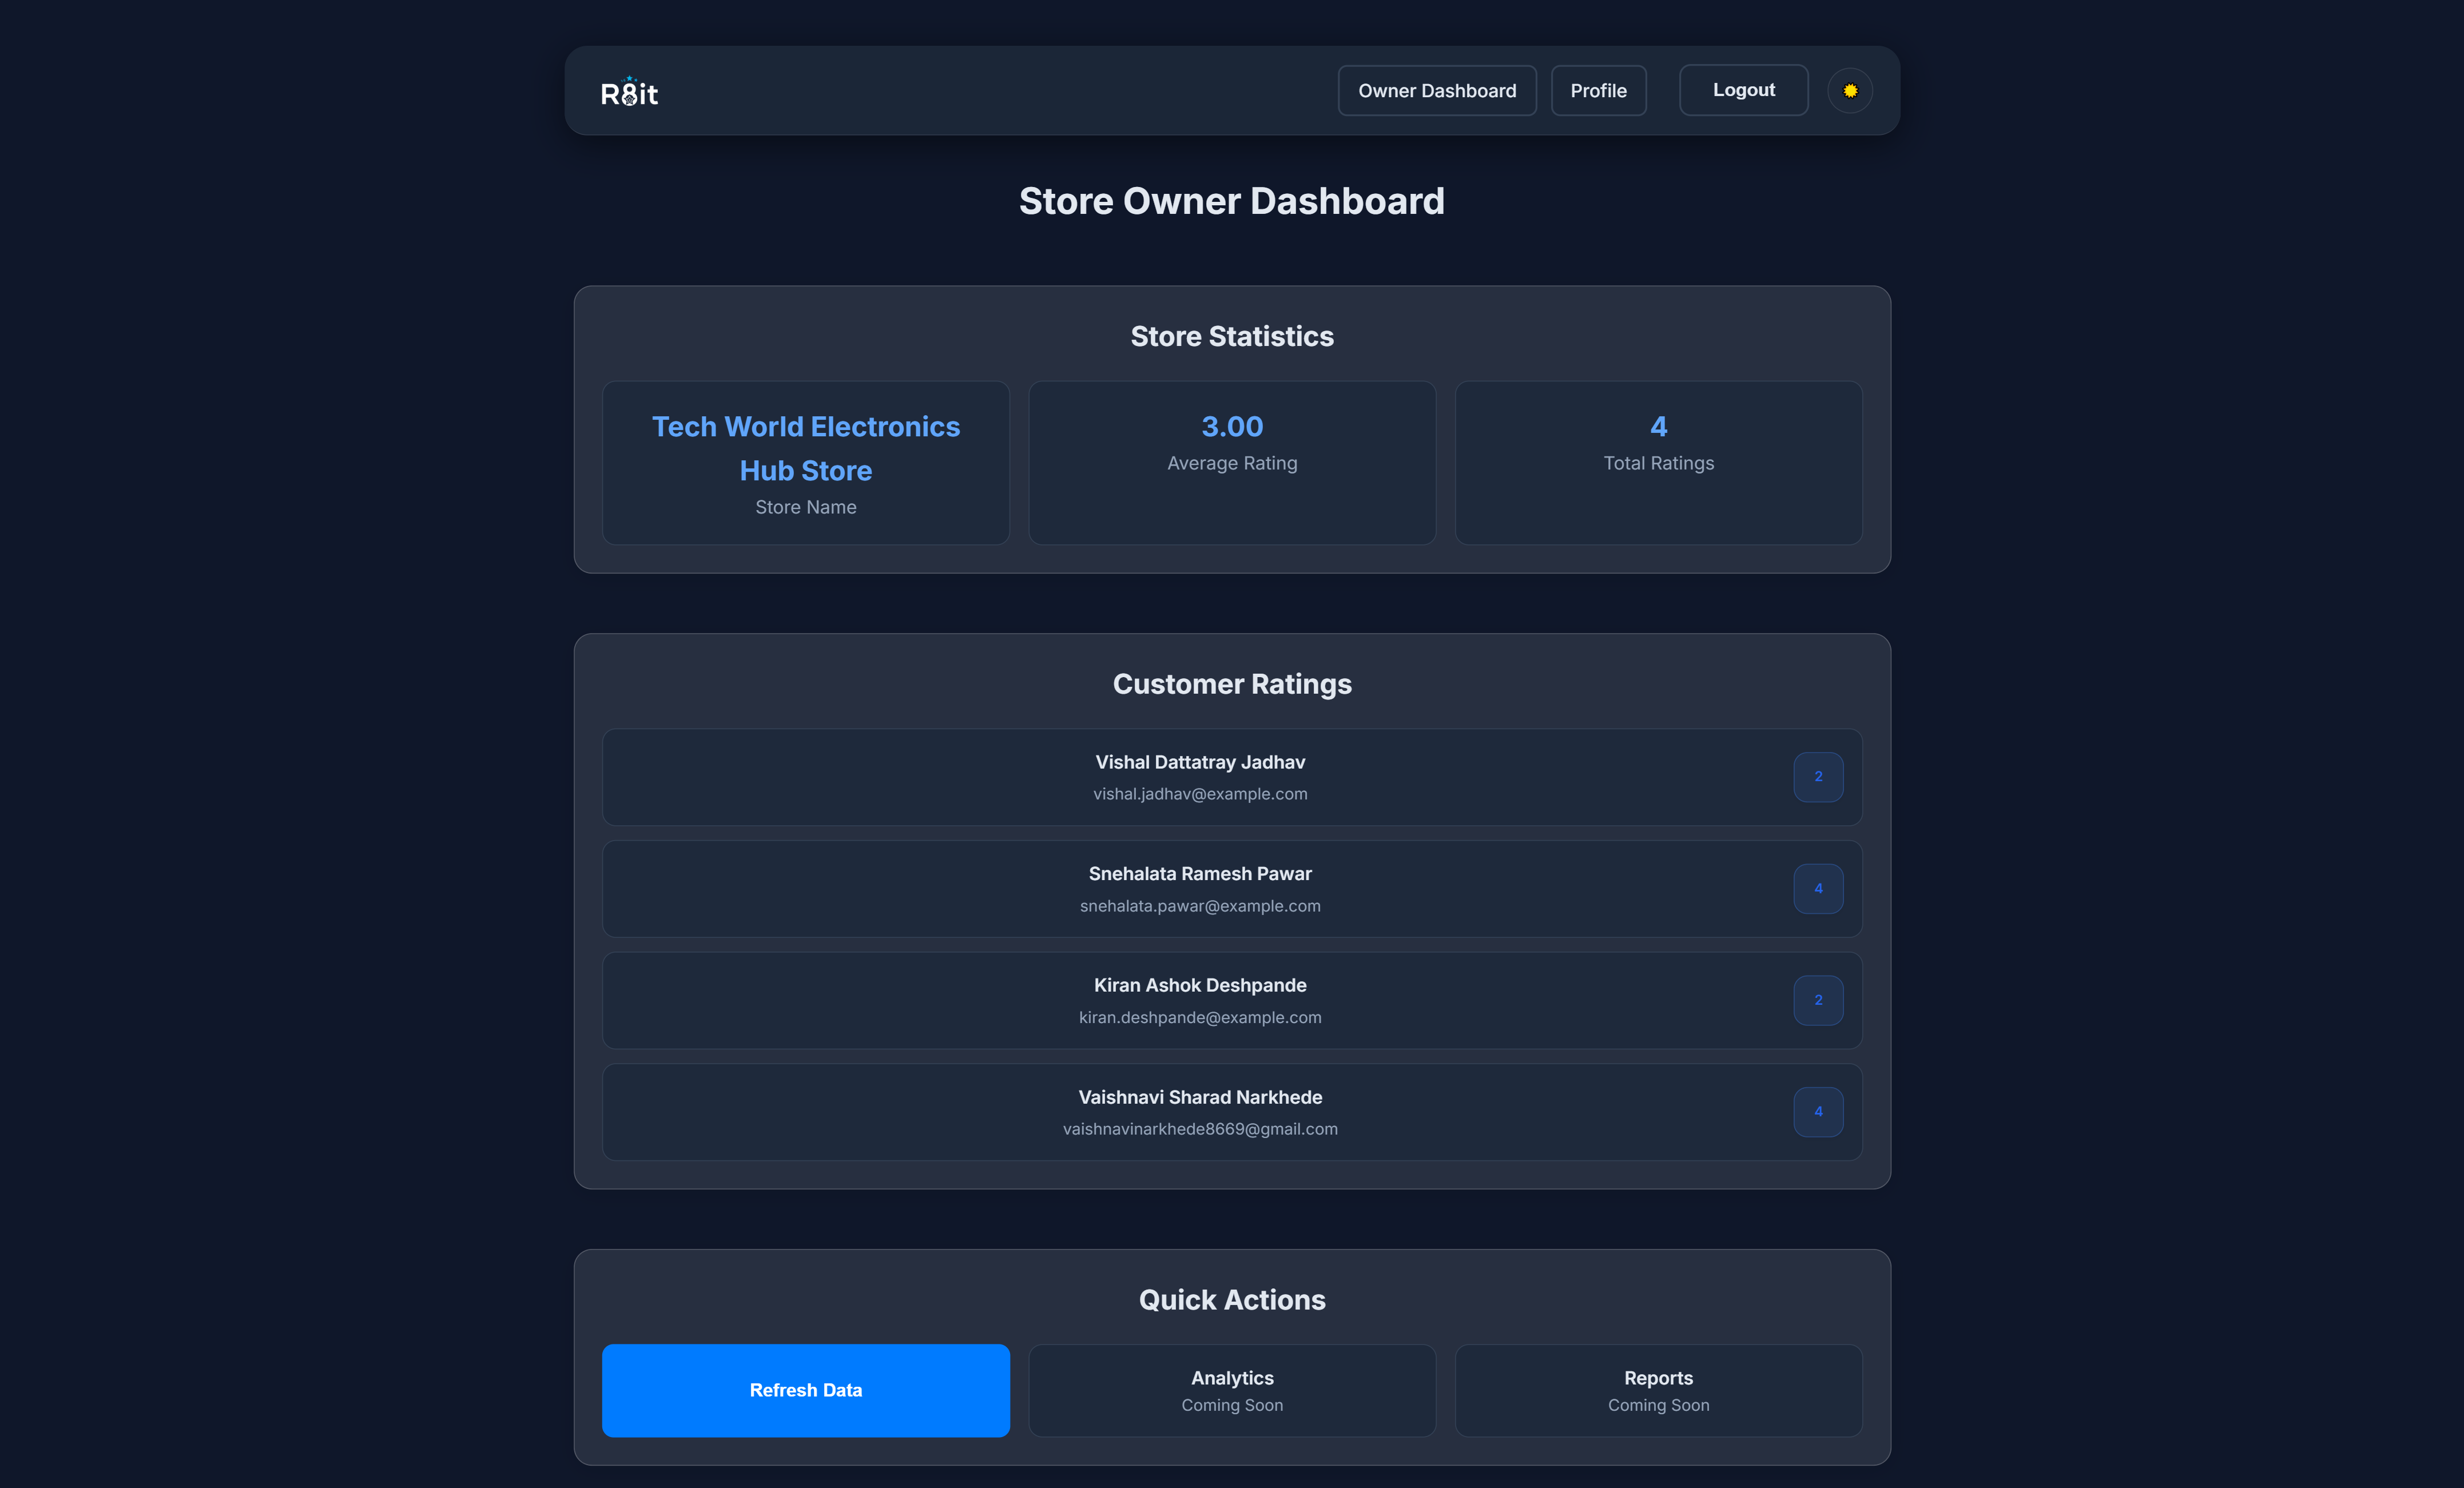 R8it
Owner Dashboard
Profile
Logout
Store Owner Dashboard
Store Statistics
Tech World Electronics
Hub Store
Store Name
3.00
Average Rating
4
Total Ratings
Customer Ratings
Vishal Dattatray Jadhav
vishal.jadhav@example.com
2
Snehalata Ramesh Pawar
snehalata.pawar@example.com
4
Kiran Ashok Deshpande
kiran.deshpande@example.com
2
Vaishnavi Sharad Narkhede
vaishnavinarkhede8669@gmail.com
4
Quick Actions
Refresh Data
Analytics
Coming Soon
Reports
Coming Soon